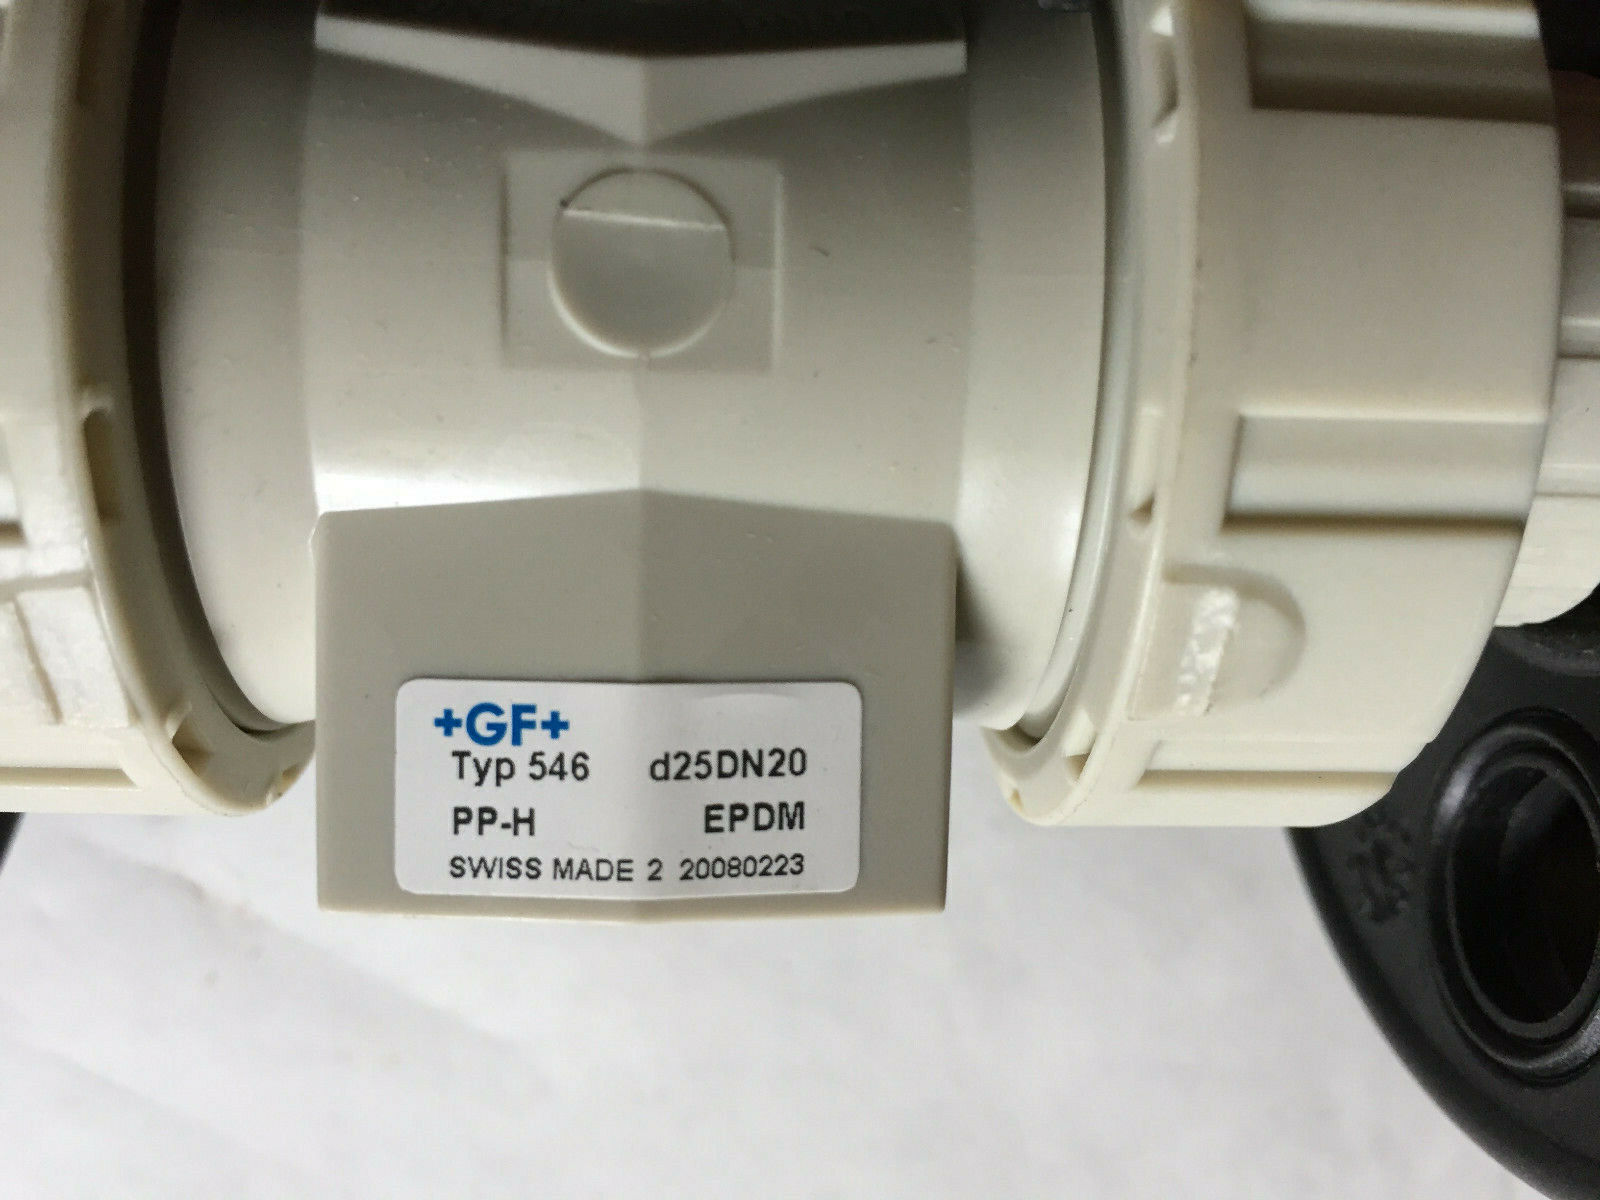 +GF+
Typ 546 d25DN20
PP-H EPDM
SWISS MADE 2 20080223